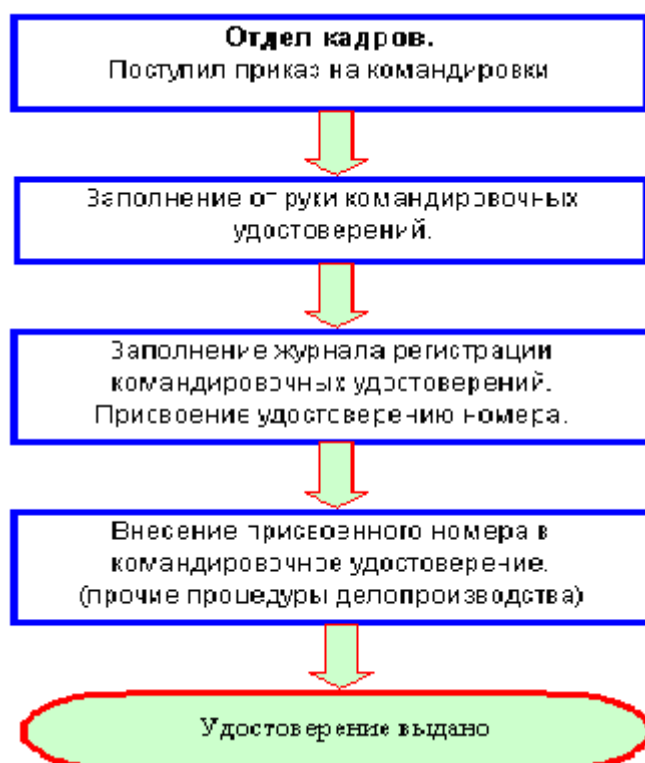 Отдел кадров.
Поступил приказ на командировки
Заполнение от руки командировочных
удостоверений.
Заполнение журнала регистрации
командировочных удостоверений.
Присвоение удостоверению номера.
Внесение присвоенного номера в
командировочное удостоверение.
(прочие процедуры делопроизводства)
Удостоверение выдано